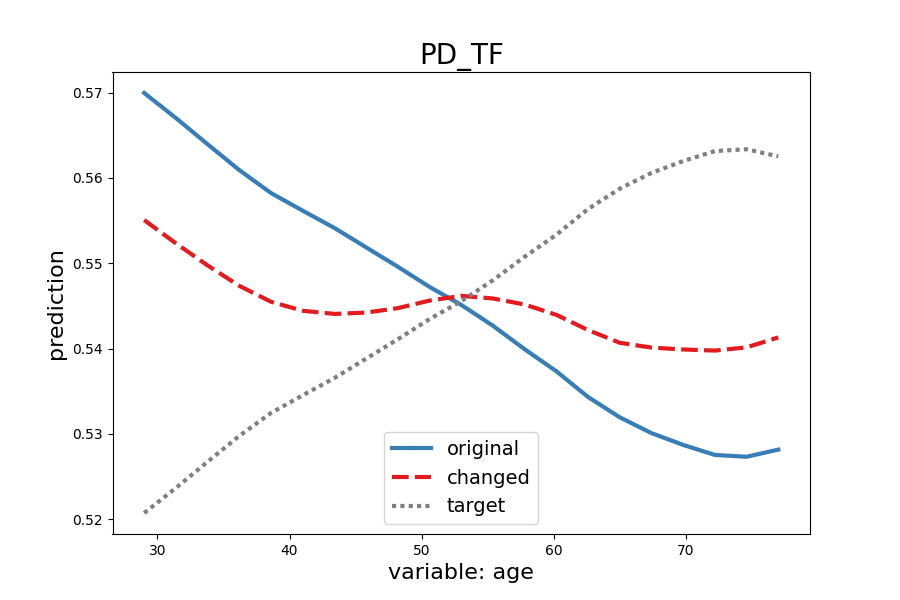 PD_TF
prediction
0.57
0.56
0.55
0.54
0.53
0.52
original
changed
target
30
40
50
60
70
variable: age